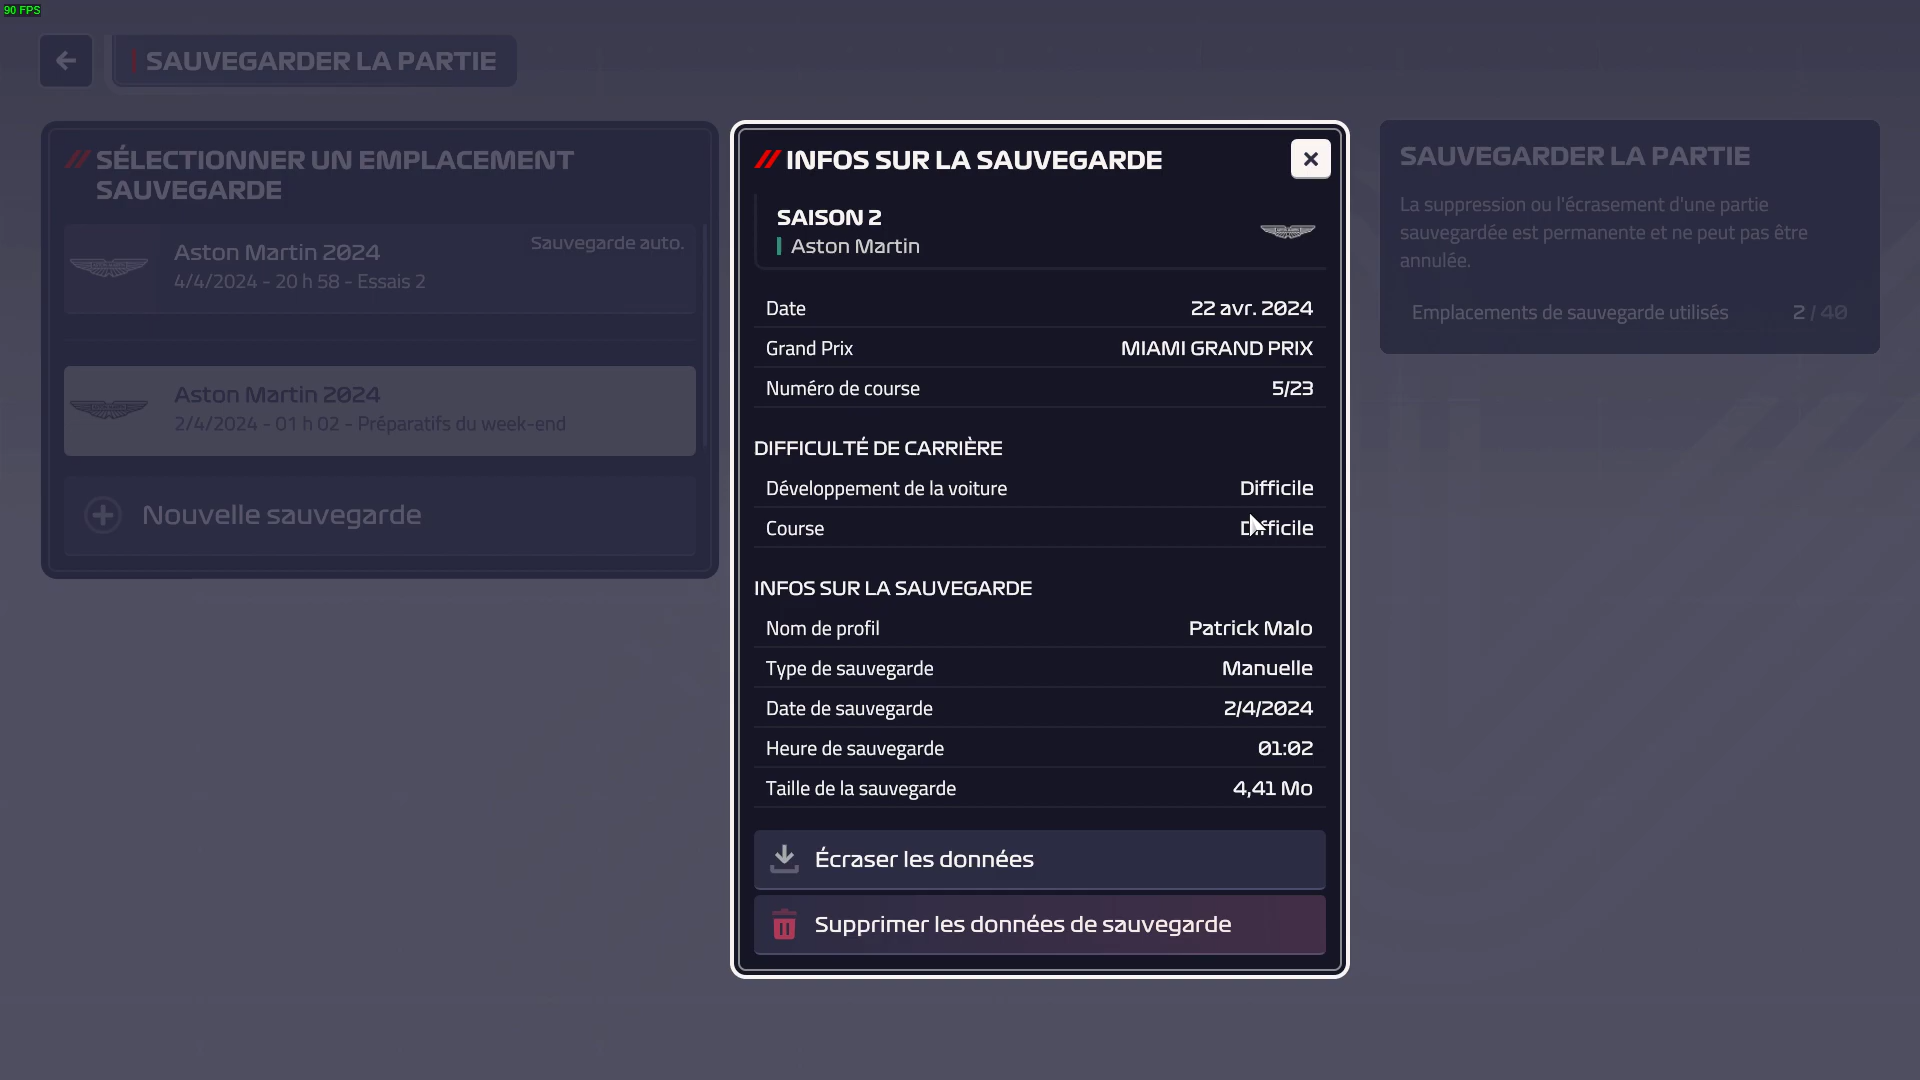 90 FPS
SAUVEGARDER LA PARTIE
SÉLECTIONNER UN EMPLACEMENT
SAUVEGARDE
Aston Martin 2024
Sauvegarde auto.
4/4/2024 - 20 h 58 - Essais 2
Aston Martin 2024
2/4/2024 - 01 h 02 - Préparatifs du week-end
Nouvelle sauvegarde
INFOS SUR LA SAUVEGARDE
SAISON 2
Aston Martin
Date 22 avr. 2024
Grand Prix MIAMI GRAND PRIX
Numéro de course 5/23
DIFFICULTÉ DE CARRIÈRE
Développement de la voiture Difficile
Course Difficile
INFOS SUR LA SAUVEGARDE
Nom de profil Patrick Malo
Type de sauvegarde Manuelle
Date de sauvegarde 2/4/2024
Heure de sauvegarde 01:02
Taille de la sauvegarde 4,41 Mo
Écraser les données
Supprimer les données de sauvegarde
SAUVEGARDER LA PARTIE
La suppression ou l'écrasement d'une partie
sauvegardée est permanente et ne peut pas être
annulée.
Emplacements de sauvegarde utilisés 2 / 40